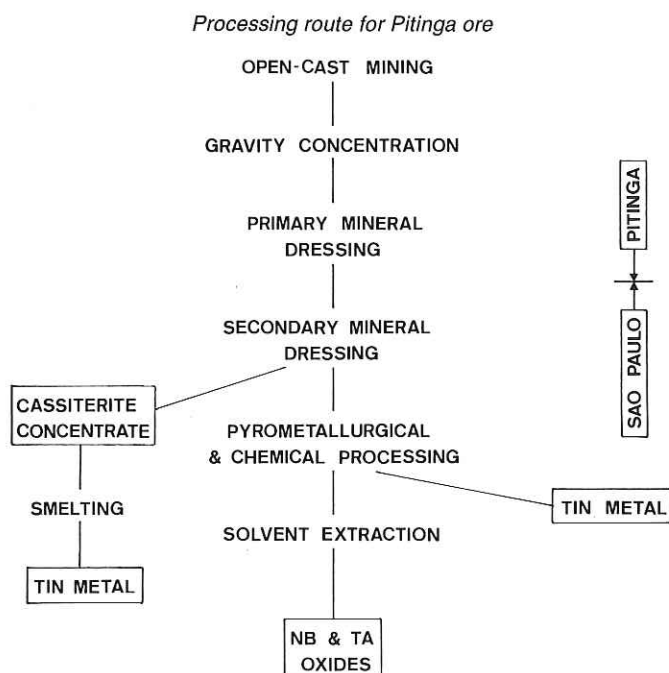 Processing route for Pitinga ore
OPEN-CAST MINING
GRAVITY CONCENTRATION
PRIMARY MINERAL
DRESSING
PITINGA
SECONDARY MINERAL
DRESSING
SAO PAULO
CASSITERITE
CONCENTRATE
PYROMETALLURGICAL
& CHEMICAL PROCESSING
SMELTING
TIN METAL
SOLVENT EXTRACTION
TIN METAL
NB & TA
OXIDES